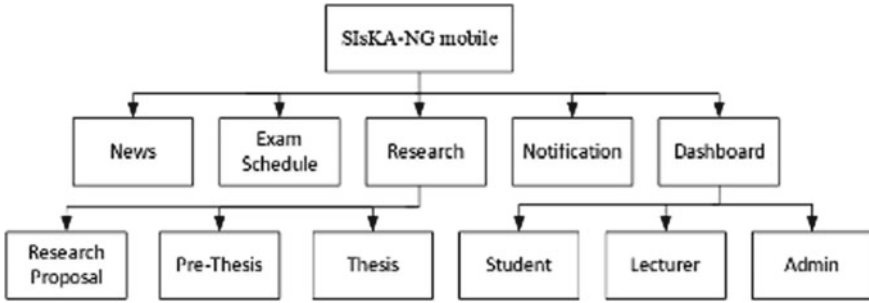 SIsKA-NG mobile
News
Exam
Schedule
Research
Notification
Dashboard
Research
Proposal
Pre-Thesis
Thesis
Student
Lecturer
Admin